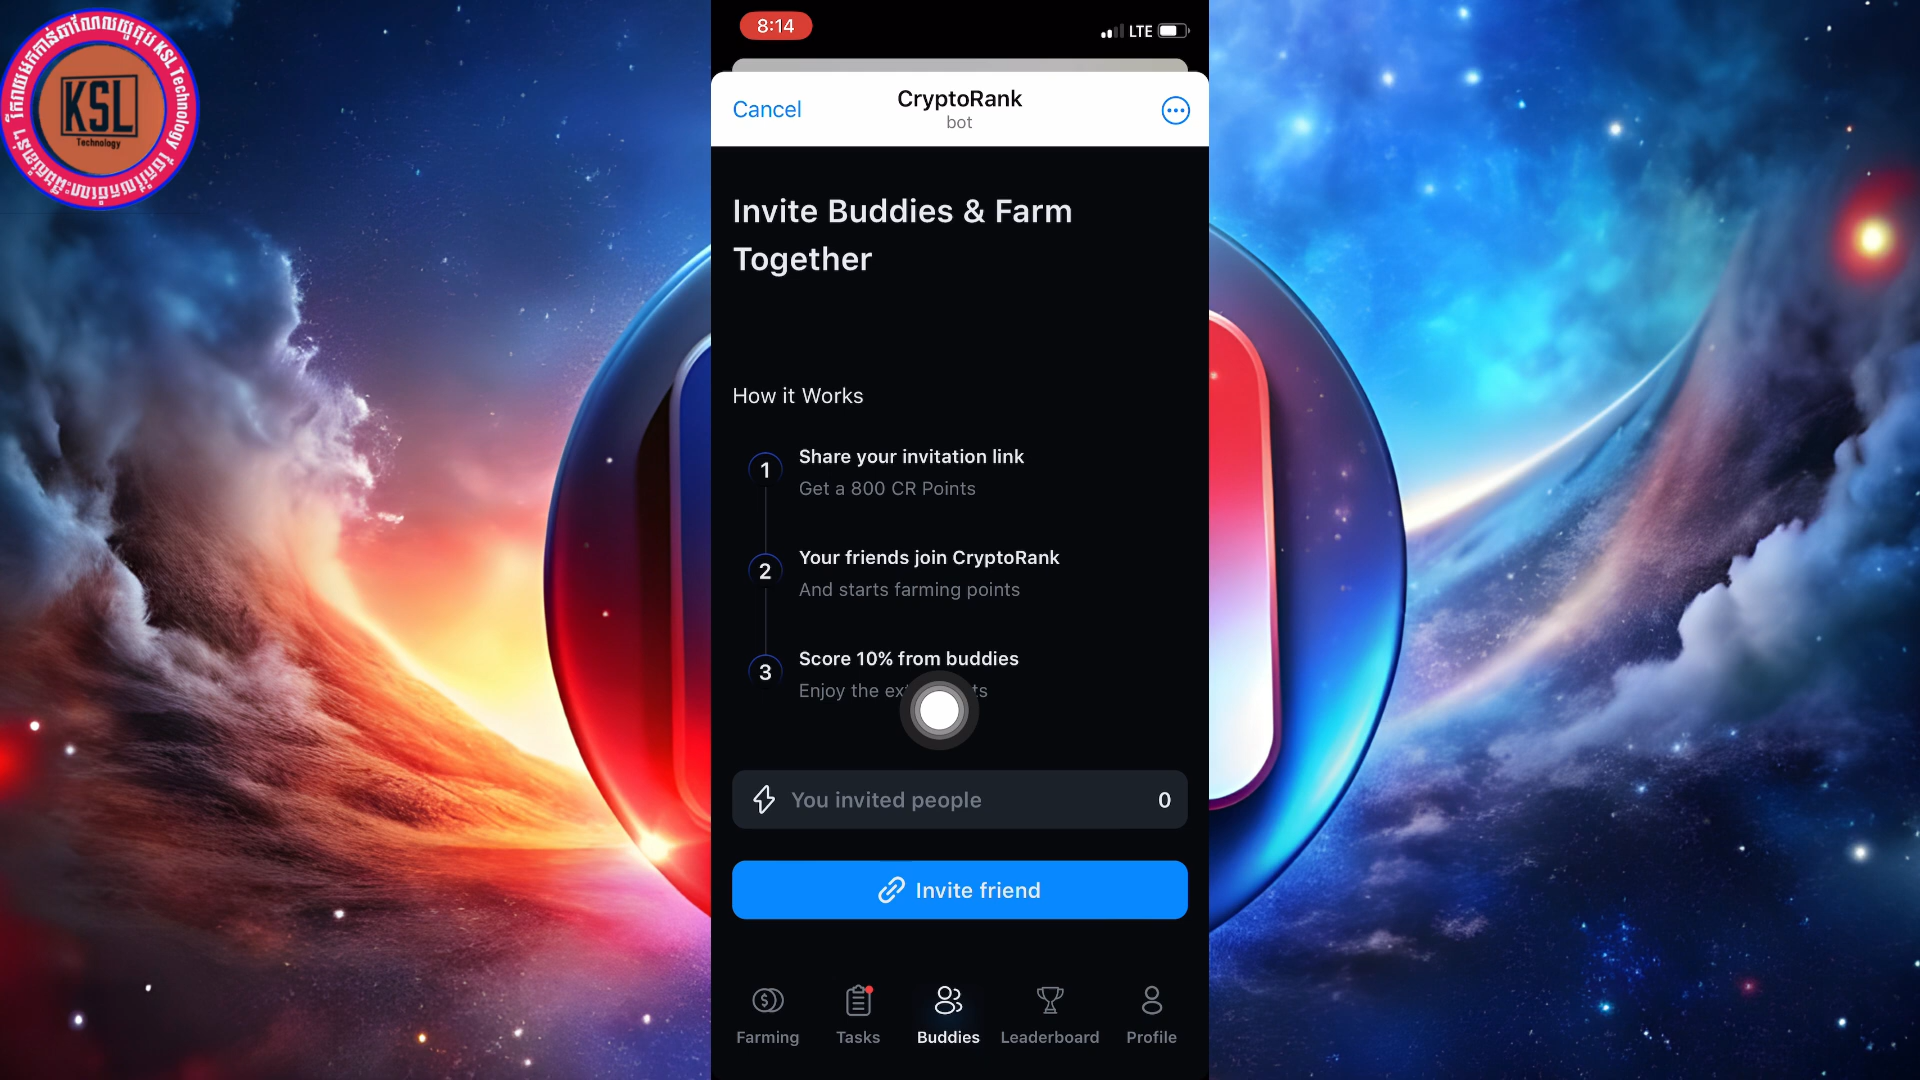 KSL
Technology
KSL Technology
8:14
LTE
Cancel
CryptoRank
bot
Invite Buddies & Farm
Together
How it Works
1
Share your invitation link
Get a 800 CR Points
2
Your friends join CryptoRank
And starts farming points
3
Score 10% from buddies
Enjoy the
You invited people
0
Invite friend
Farming
Tasks
Buddies
Leaderboard
Profile